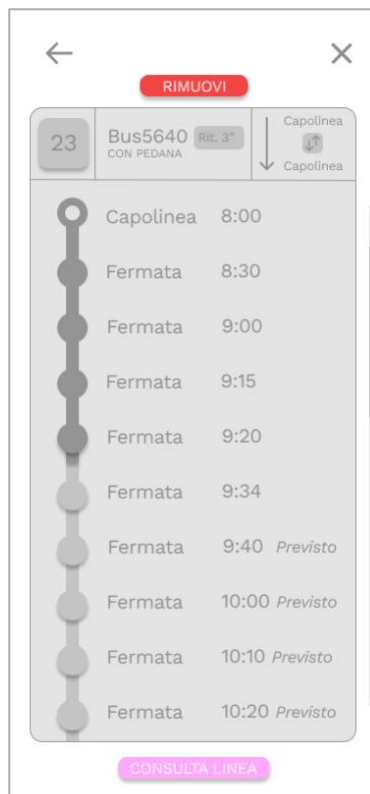 RIMUOVI
23
Bus5640 Rit. 3"
CON PEDANA
Capolinea
Capolinea
Capolinea 8:00
Fermata 8:30
Fermata 9:00
Fermata 9:15
Fermata 9:20
Fermata 9:34
Fermata 9:40 Previsto
Fermata 10:00 Previsto
Fermata 10:10 Previsto
Fermata 10:20 Previsto
CONSULTA LINEA